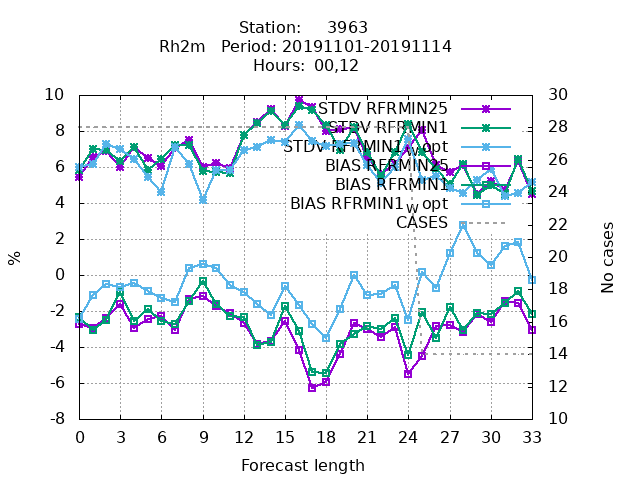 Station: 3963
Rh2m Period: 20191101-20191114
Hours: 00,12
STDV RFRMIN25
STDV RFRMIN1
STDV RFRMIN1_W opt
BIAS RFRMIN25
BIAS RFRMIN1
BIAS RFRMIN1_W opt
CASES
10
8
6
4
2
0
-2
-4
-6
-8
%
30
28
26
24
22
20
18
16
14
12
10
No cases
0 3 6 9 12 15 18 21 24 27 30 33
Forecast length